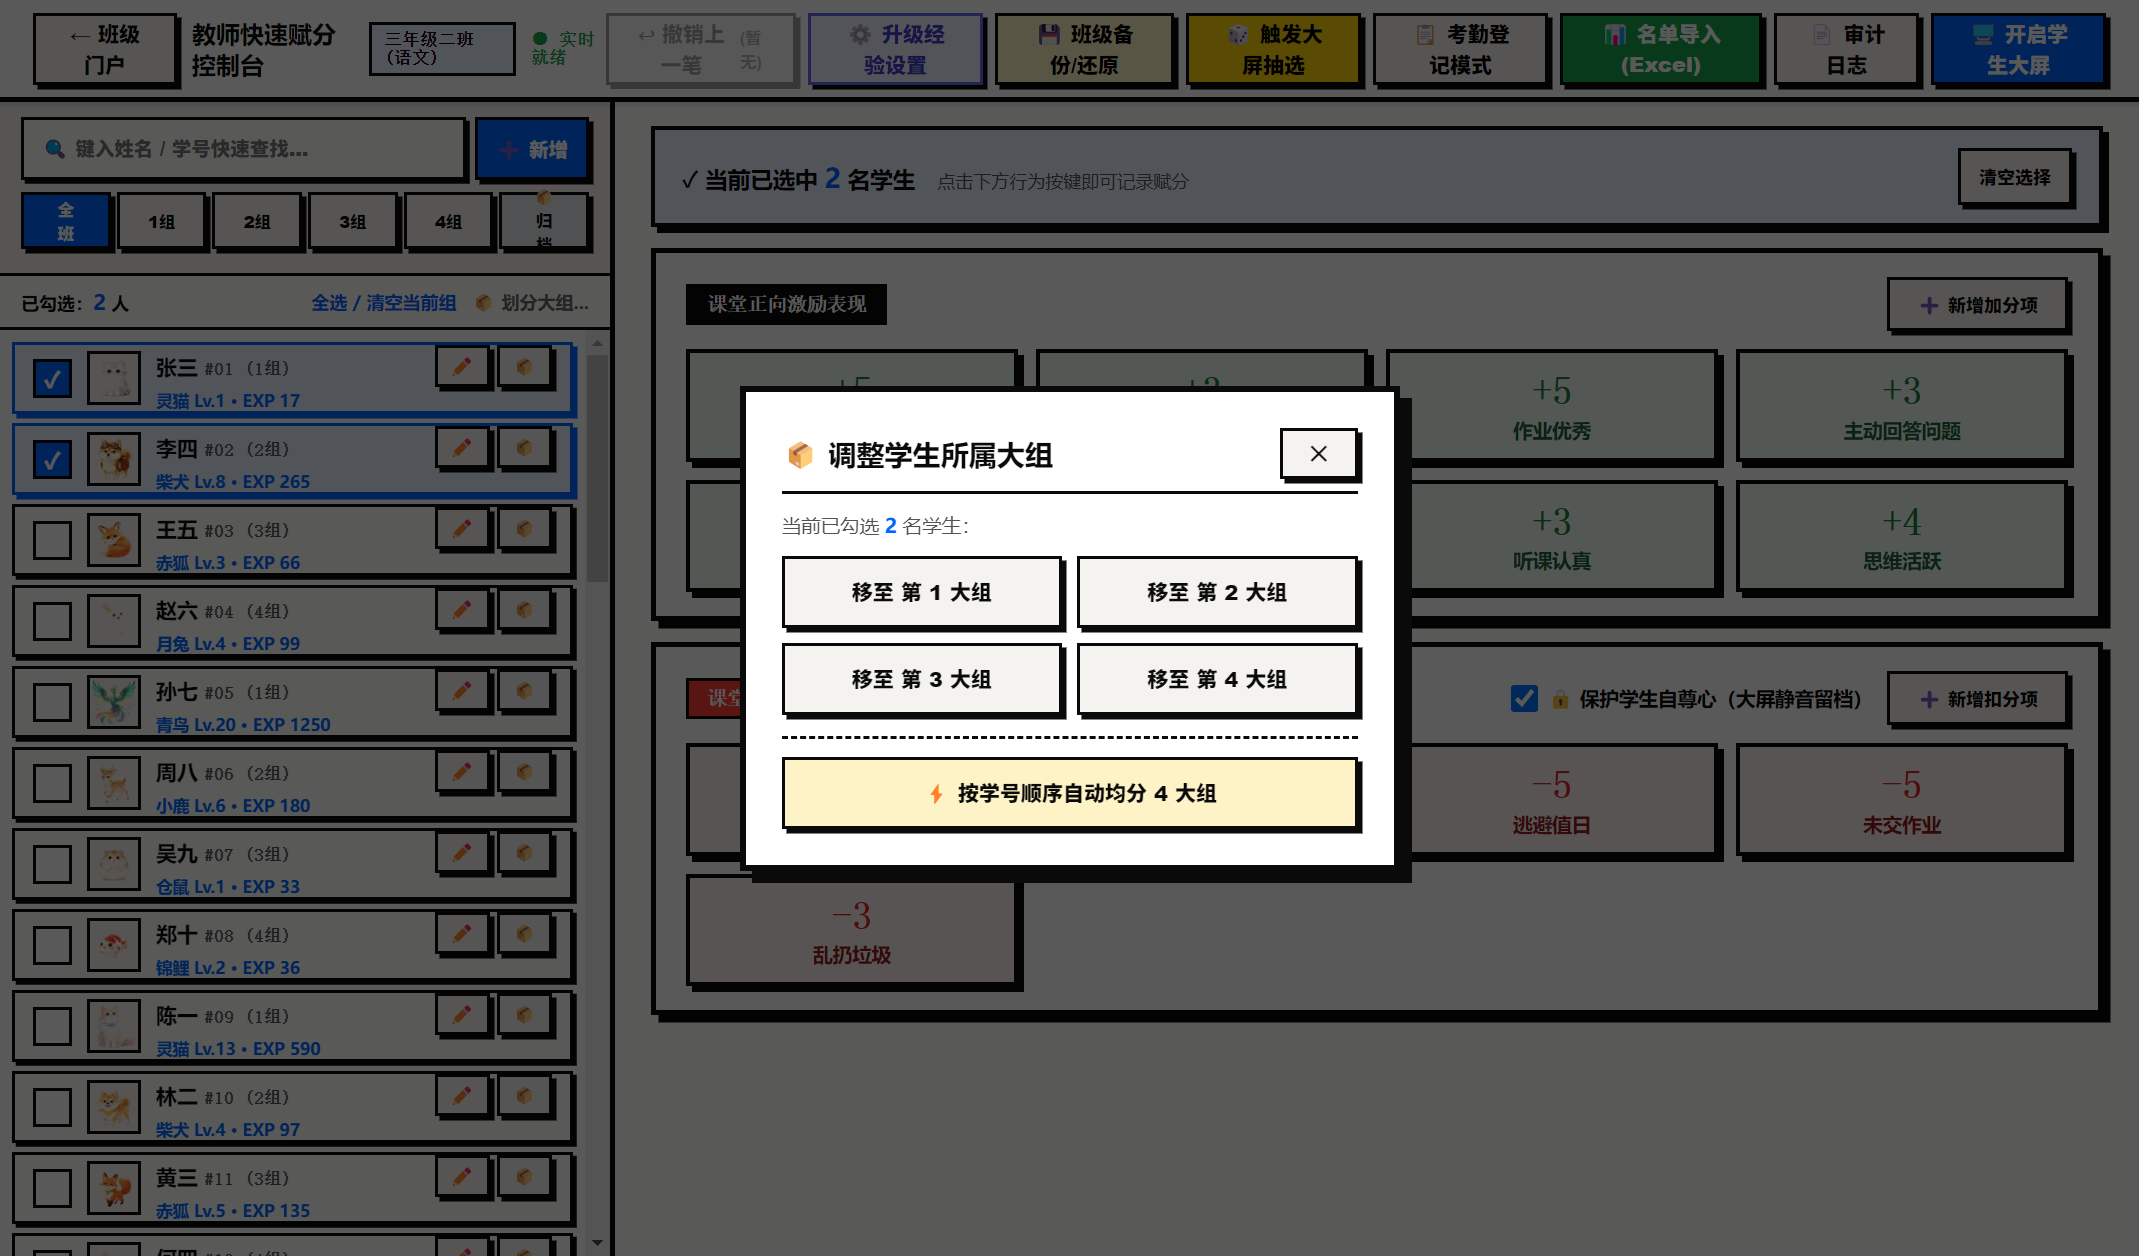 ← 班级
门户
教师快速赋分
控制台
三年级二班
(语文)
● 实时
就绪
↩ 撤销上
一笔
(暂
无)
升级经
验设置
班级备
份/还原
触发大
屏抽选
考勤登
记模式
名单导入
(Excel)
审计
日志
开启学
生大屏
键入姓名 / 学号快速查找...
+ 新增
全
班
1组
2组
3组
4组
归
档
已勾选: 2 人
全选 / 清空当前组
划分大组...
张三 #01 (1组)
灵猫 Lv.1 • EXP 17
李四 #02 (2组)
柴犬 Lv.8 • EXP 265
王五 #03 (3组)
赤狐 Lv.3 • EXP 66
赵六 #04 (4组)
月兔 Lv.4 • EXP 99
孙七 #05 (1组)
青鸟 Lv.20 • EXP 1250
周八 #06 (2组)
小鹿 Lv.6 • EXP 180
吴九 #07 (3组)
仓鼠 Lv.1 • EXP 33
郑十 #08 (4组)
锦鲤 Lv.2 • EXP 36
陈一 #09 (1组)
灵猫 Lv.13 • EXP 590
林二 #10 (2组)
柴犬 Lv.4 • EXP 97
黄三 #11 (3组)
赤狐 Lv.5 • EXP 135
✓ 当前已选中 2 名学生
点击下方行为按键即可记录赋分
清空选择
课堂正向激励表现
+ 新增加分项
+5
作业优秀
+3
主动回答问题
+3
听课认真
+4
思维活跃
课堂
保护学生自尊心（大屏静音留档）
+ 新增扣分项
-5
逃避值日
-5
未交作业
-3
乱扔垃圾
调整学生所属大组
×
当前已勾选 2 名学生:
移至 第 1 大组
移至 第 2 大组
移至 第 3 大组
移至 第 4 大组
按学号顺序自动均分 4 大组